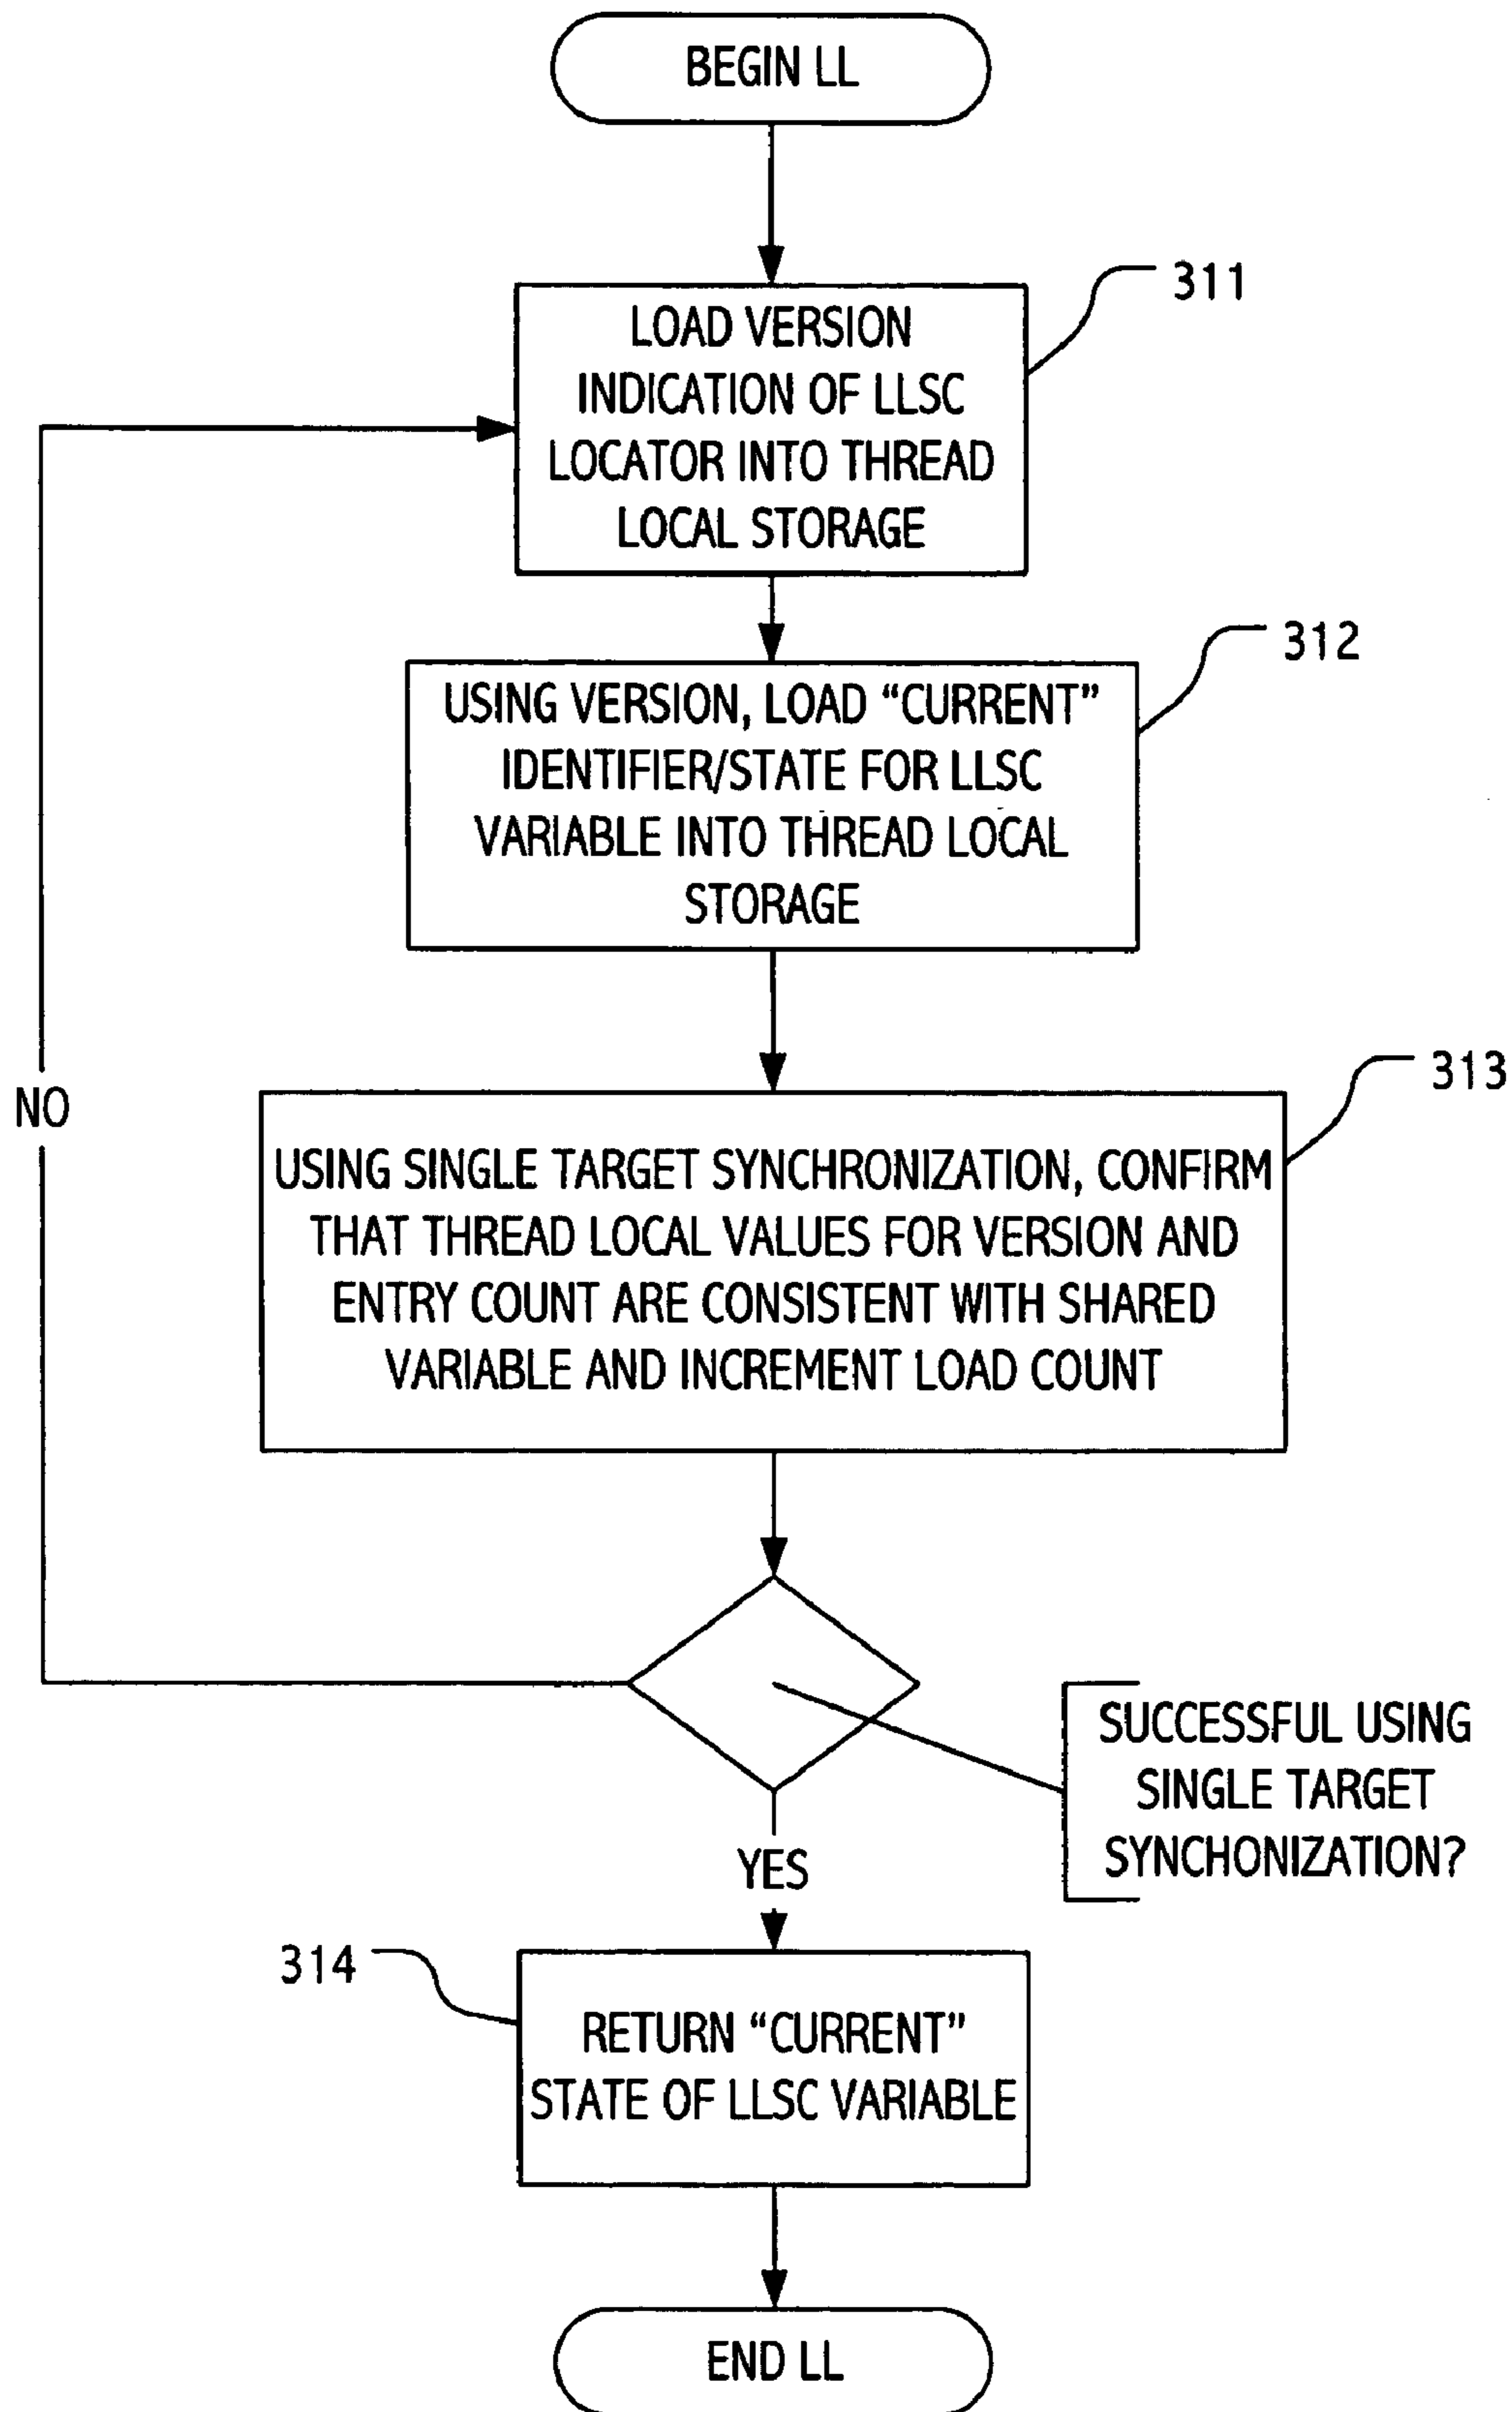 BEGIN LL
311
LOAD VERSION
INDICATION OF LLSC
LOCATOR INTO THREAD
LOCAL STORAGE
312
USING VERSION, LOAD “CURRENT”
IDENTIFIER/STATE FOR LLSC
VARIABLE INTO THREAD LOCAL
STORAGE
313
NO
USING SINGLE TARGET SYNCHRONIZATION, CONFIRM
THAT THREAD LOCAL VALUES FOR VERSION AND
ENTRY COUNT ARE CONSISTENT WITH SHARED
VARIABLE AND INCREMENT LOAD COUNT
SUCCESSFUL USING
SINGLE TARGET
SYNCHONIZATION?
YES
314
RETURN “CURRENT”
STATE OF LLSC VARIABLE
END LL